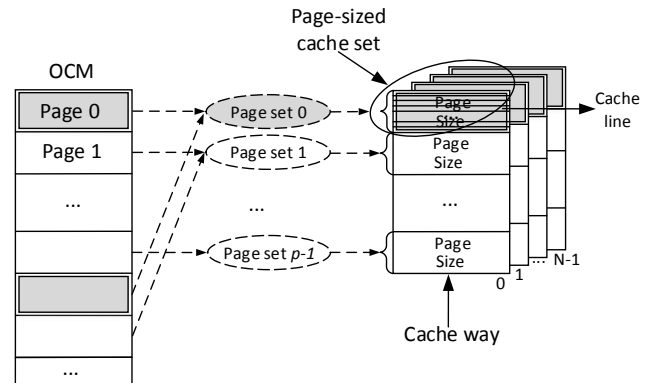 Page-sized
cache set
OCM
Page 0
Page set 0
Page
Size
...
Cache
line
Page 1
Page set 1
Page
Size
...
...
...
Page set p-1
Page
Size
0
1
...
N-1
Cache way
...